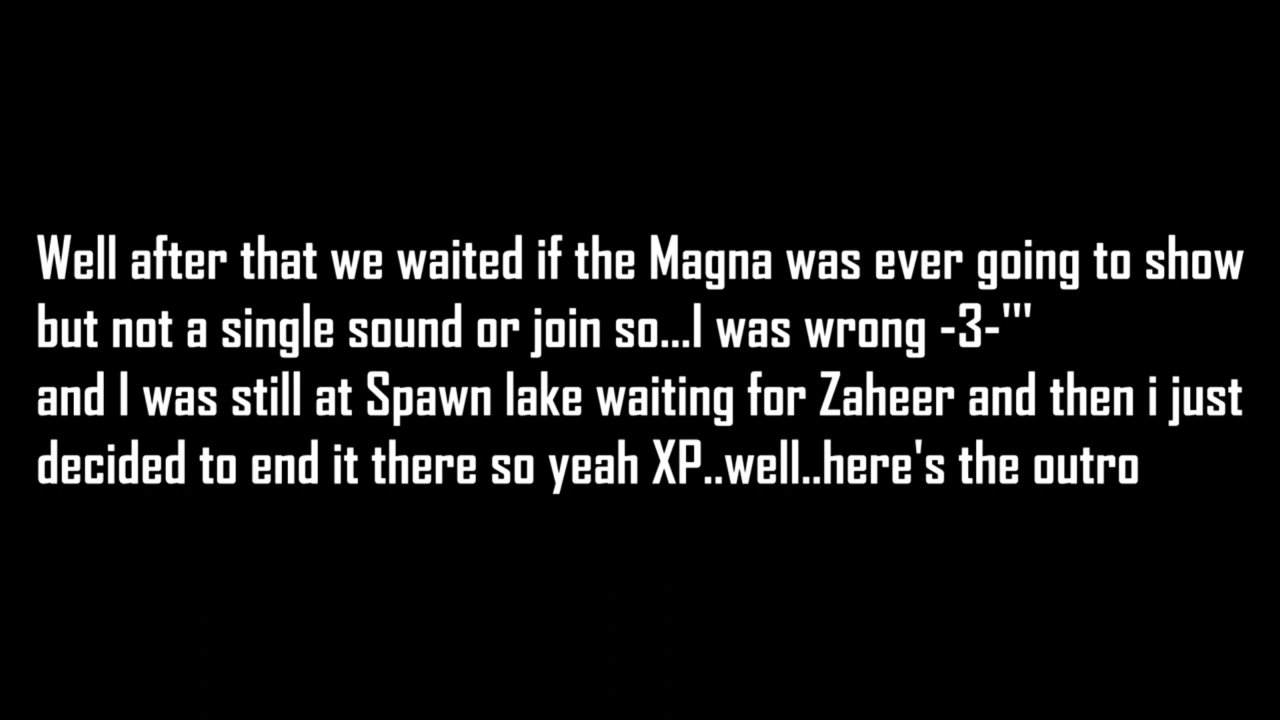 Well after that we waited if the Magna was ever going to show
but not a single sound or join so...I was wrong -3-'''
and I was still at Spawn lake waiting for Zaheer and then i just
decided to end it there so yeah XP..well..here's the outro